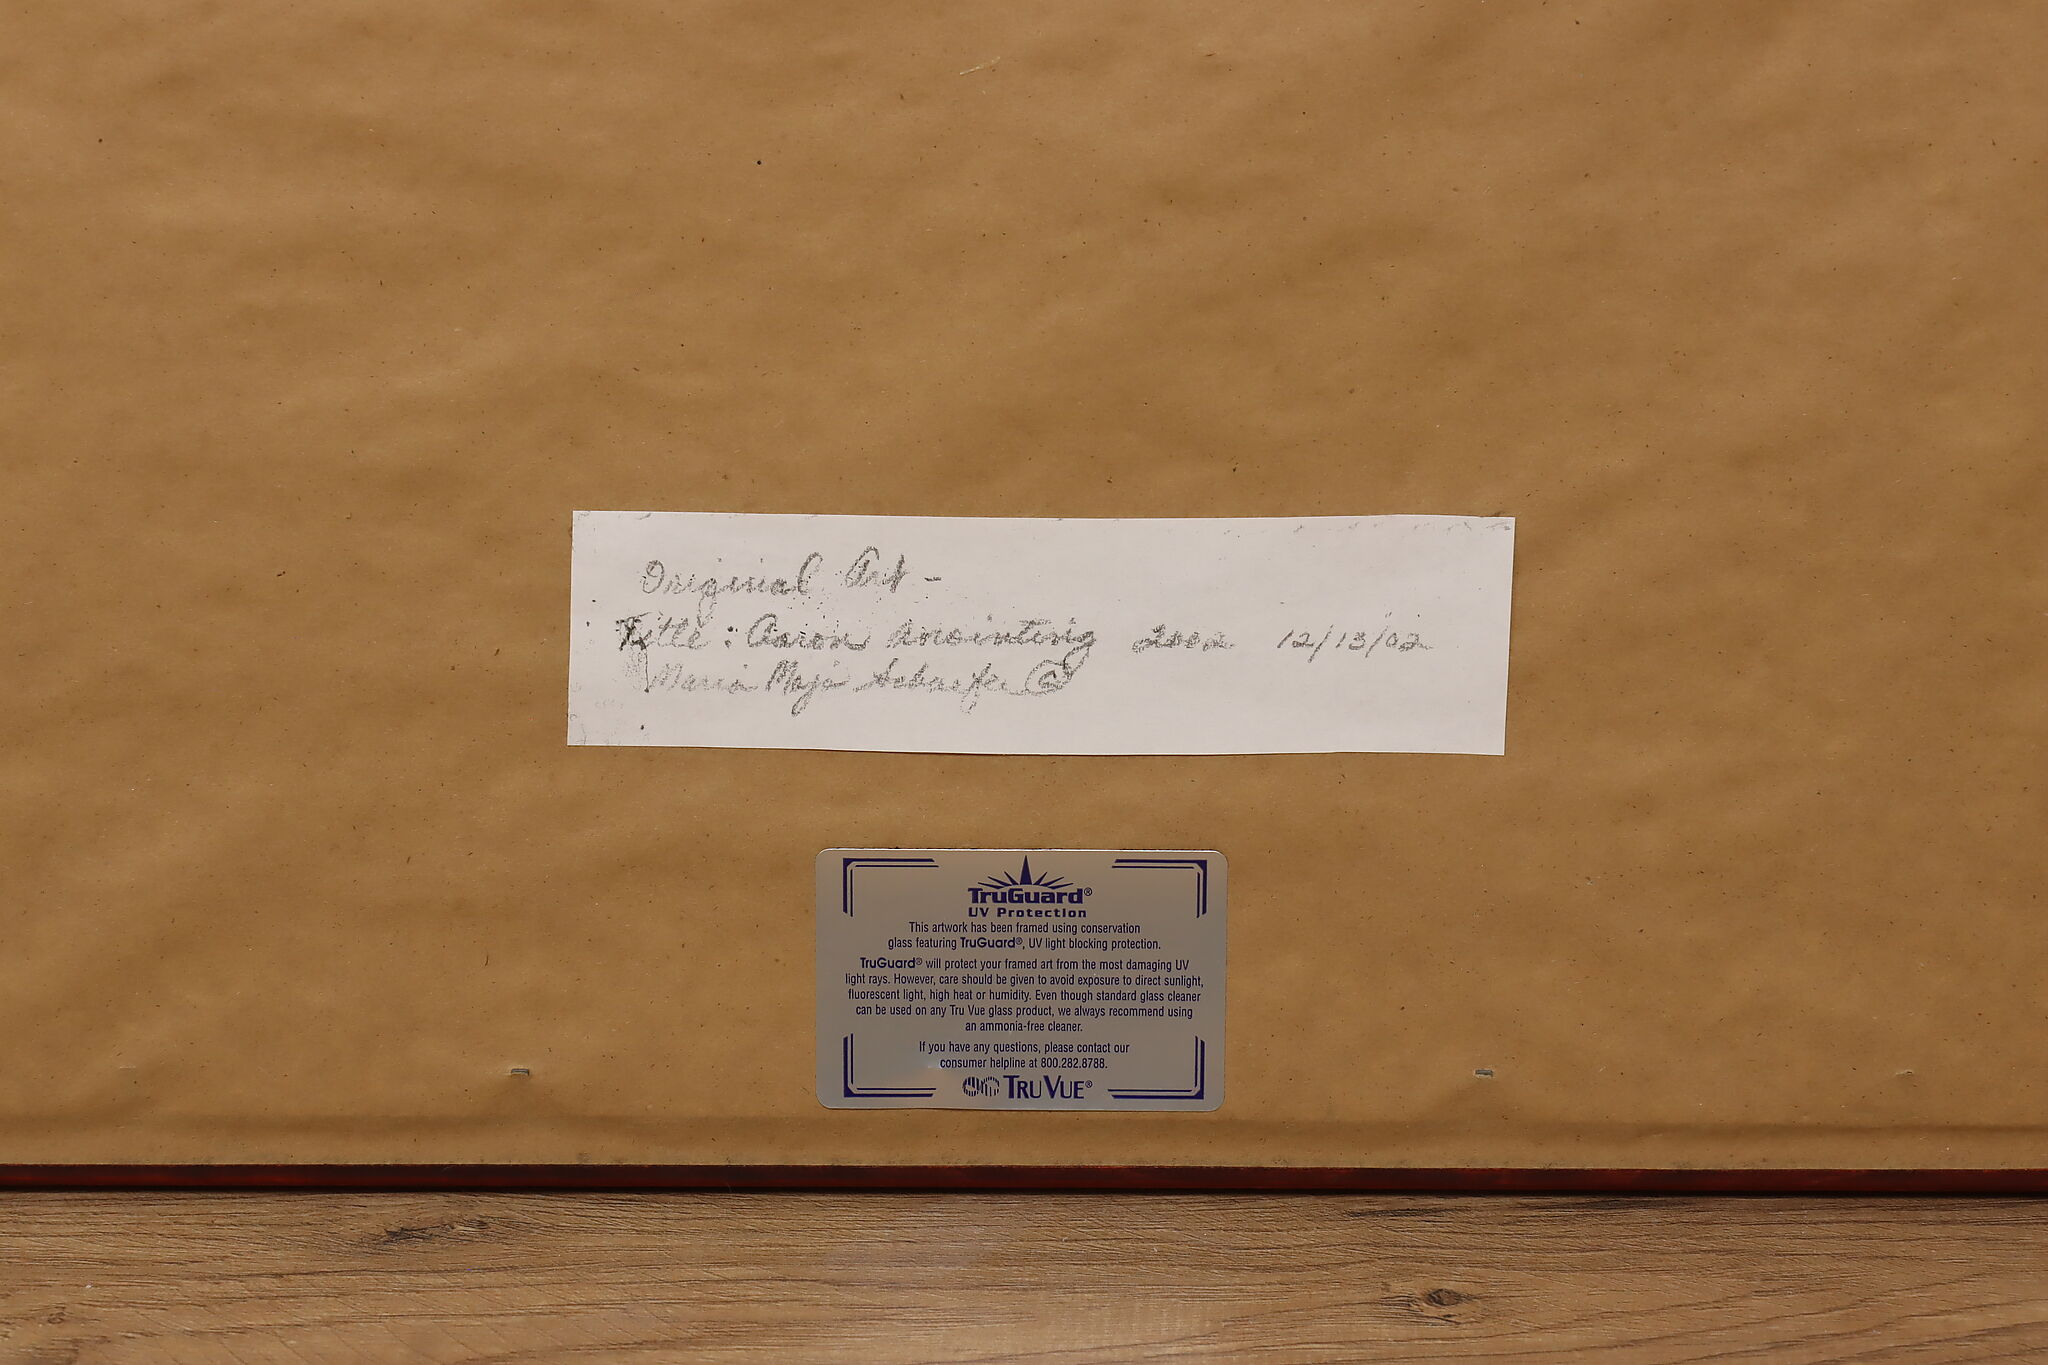 Original Art -
Title: Aaron Anointing 2002 12/13/02
Maria Maja Schaefer ©
TruGuard®
UV Protection
This artwork has been framed using conservation
glass featuring TruGuard®, UV light blocking protection.
TruGuard® will protect your framed art from the most damaging UV
light rays. However, care should be given to avoid exposure to direct sunlight,
fluorescent light, high heat or humidity. Even though standard glass cleaner
can be used on any Tru Vue glass product, we always recommend using
an ammonia-free cleaner.
If you have any questions, please contact our
consumer helpline at 800.282.8788.
TRU VUE®